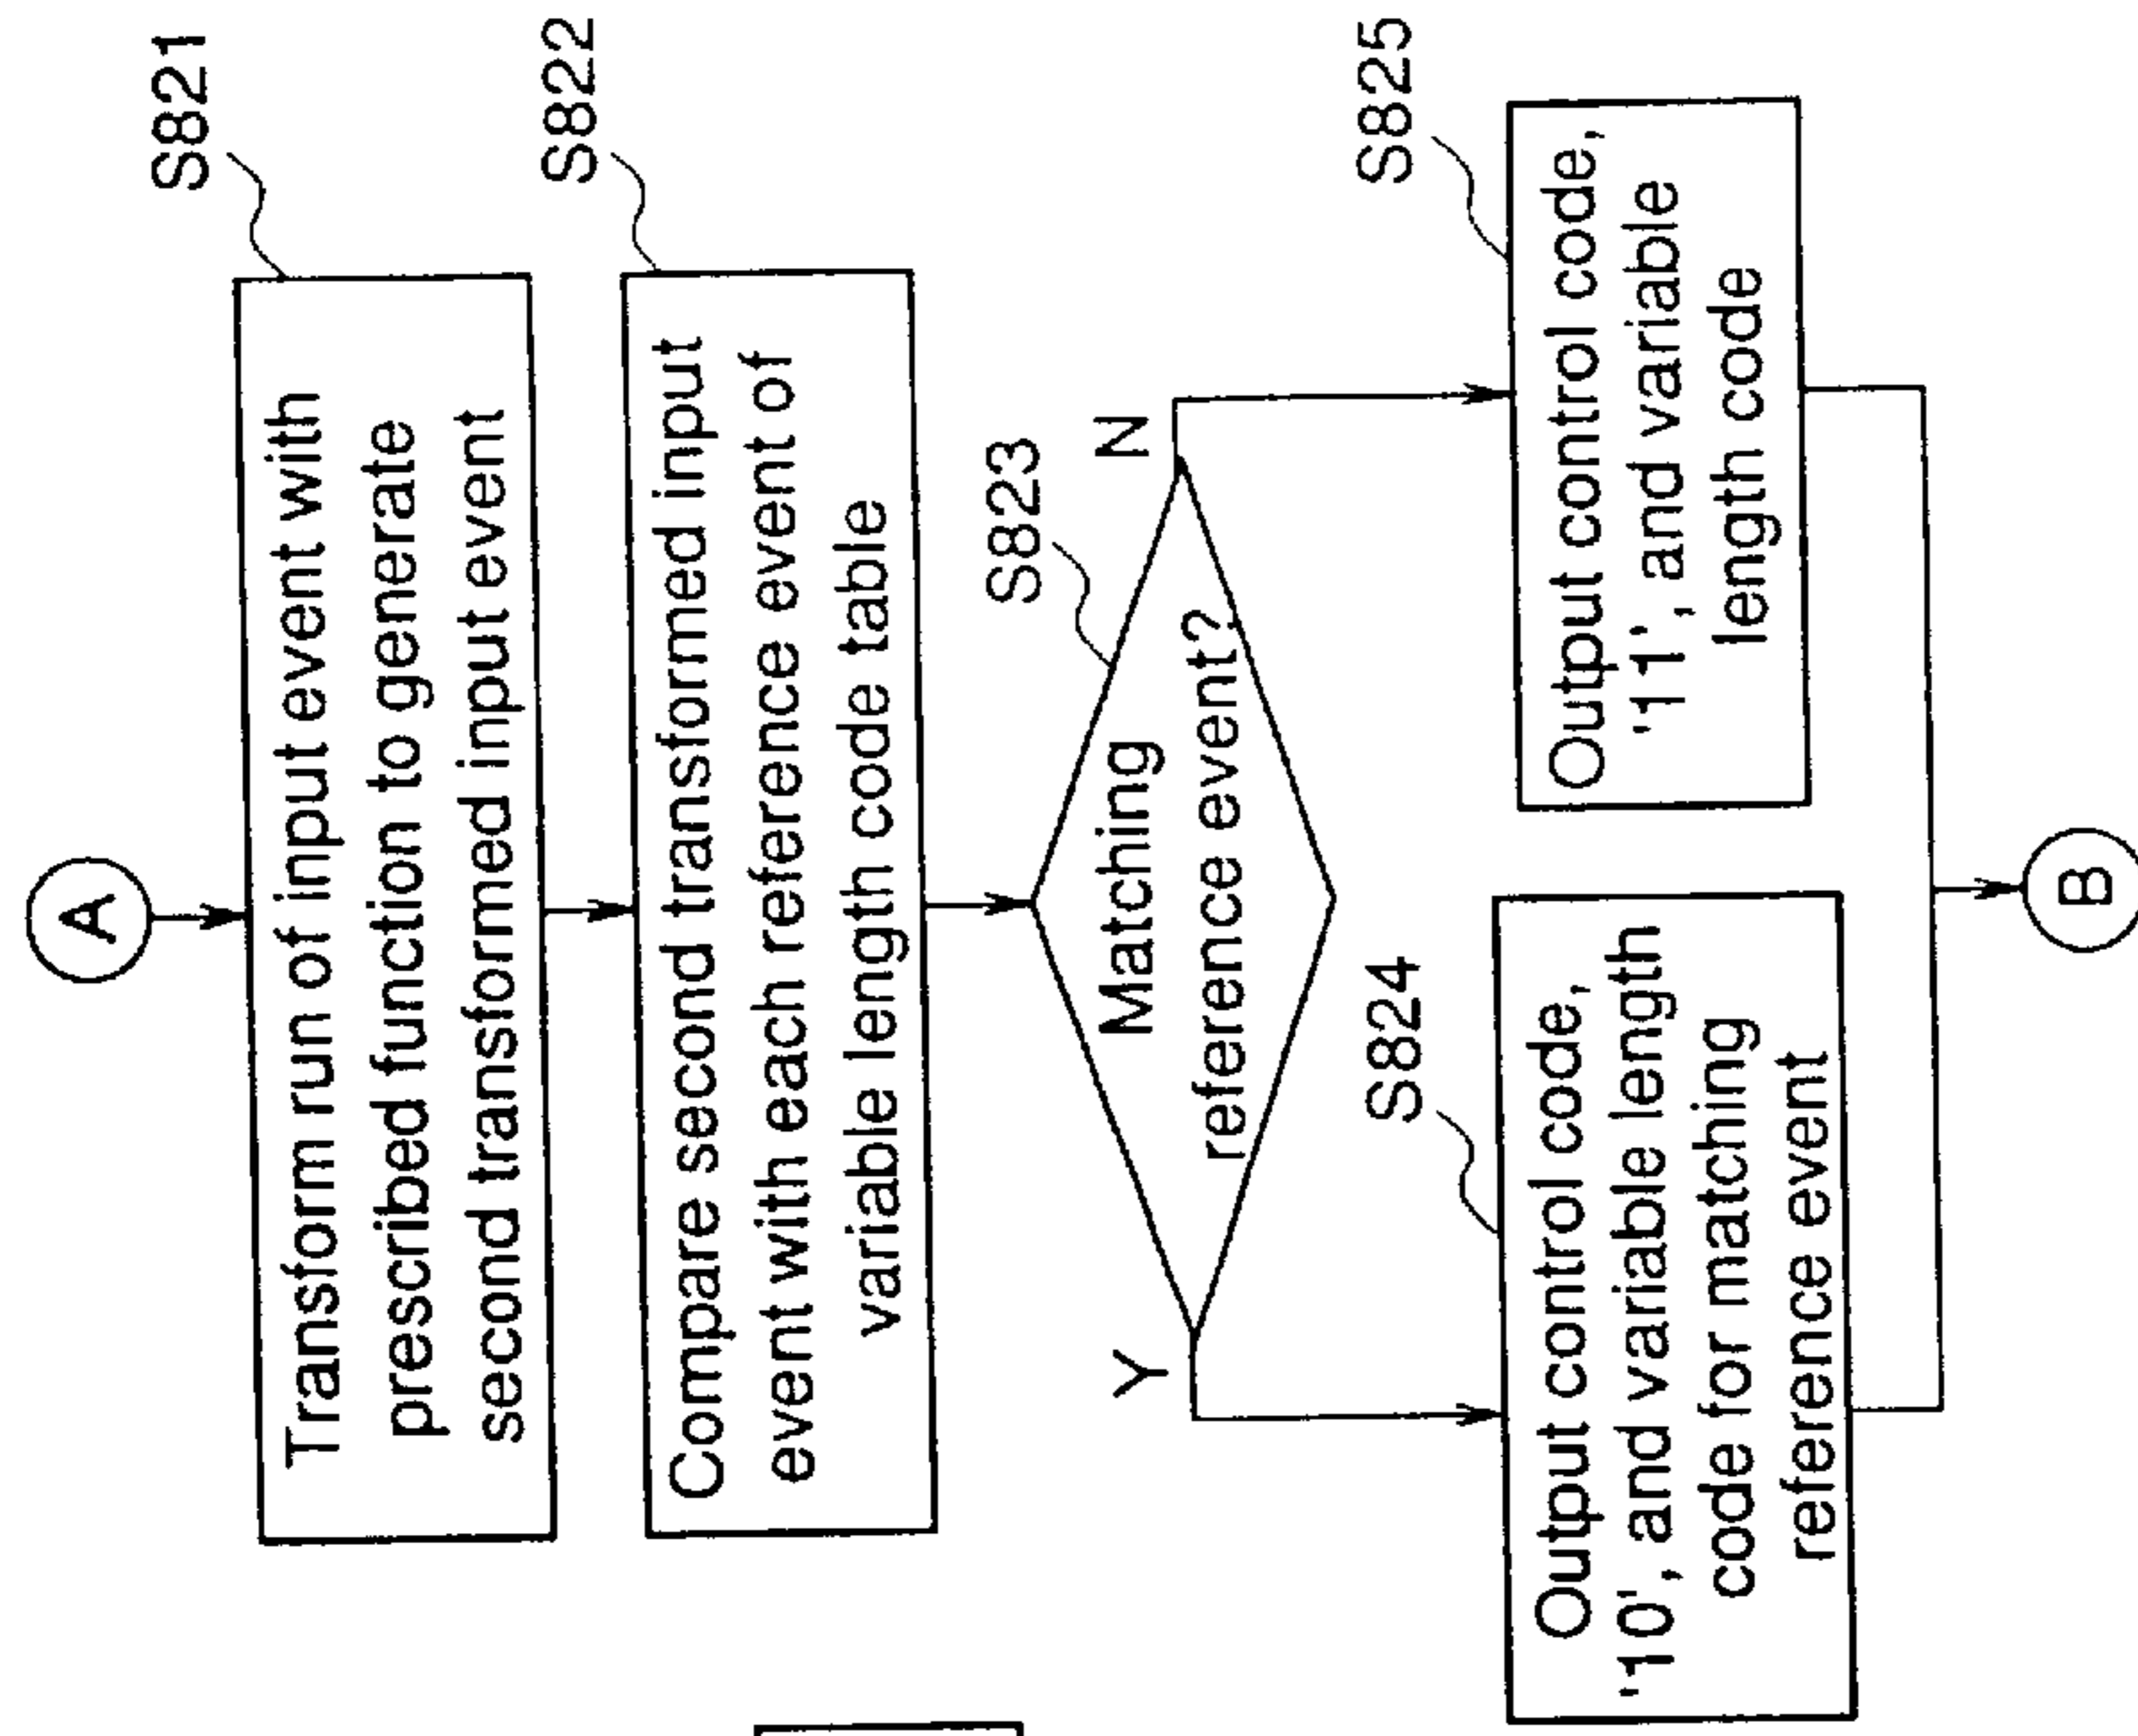 A
S821
Transform run of input event with
prescribed function to generate
second transformed input event
S822
Compare second transformed input
event with each reference event of
variable length code table
S823
Matching
reference event?
Y
N
S824
Output control code,
'10', and variable length
code for matching
reference event
S825
Output control code,
'11', and variable
length code
B